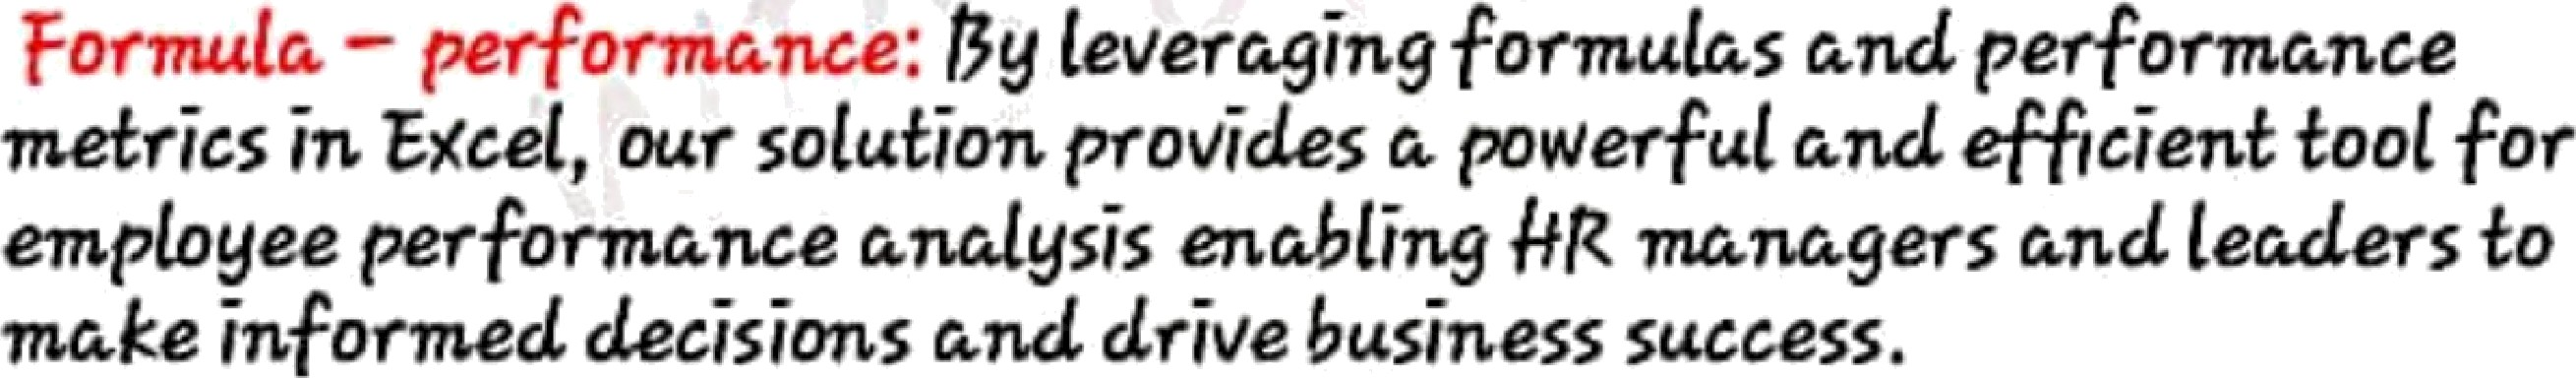 Formula – performance: By leveraging formulas and performance
metrics in Excel, our solution provides a powerful and efficient tool for
employee performance analysis enabling HR managers and leaders to
make informed decisions and drive business success.